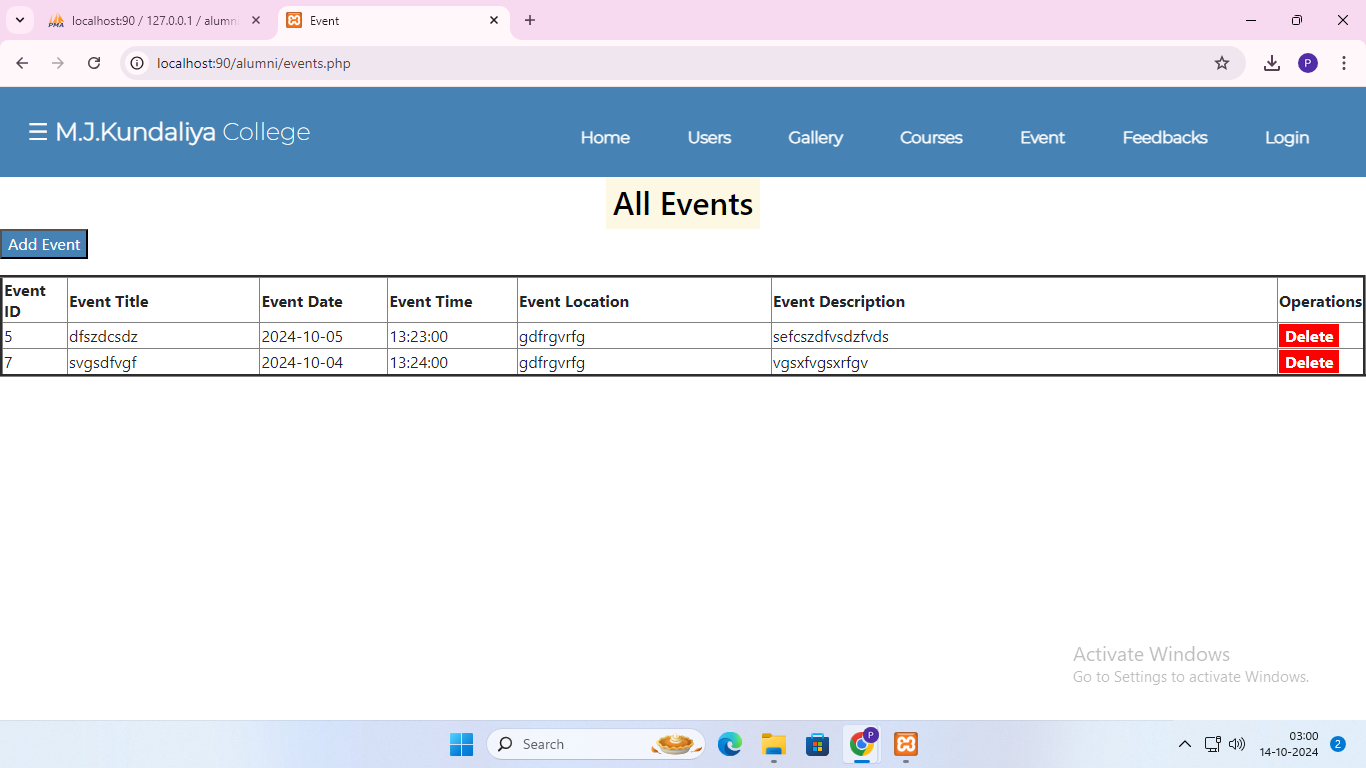 localhost:90 / 127.0.0.1 / alumni
Event
localhost:90/alumni/events.php
P
☰ M.J.Kundaliya College
Home Users Gallery Courses Event Feedbacks Login
All Events
Add Event
Event ID Event Title Event Date Event Time Event Location Event Description Operations
5 dfszdcsdz 2024-10-05 13:23:00 gdfrgvrfg sefcszdfvsdzfvds Delete
7 svgsdfvgf 2024-10-04 13:24:00 gdfrgvrfg vgsxfvgsxrfgv Delete
Activate Windows
Go to Settings to activate Windows.
Search
P
03:00
14-10-2024
2